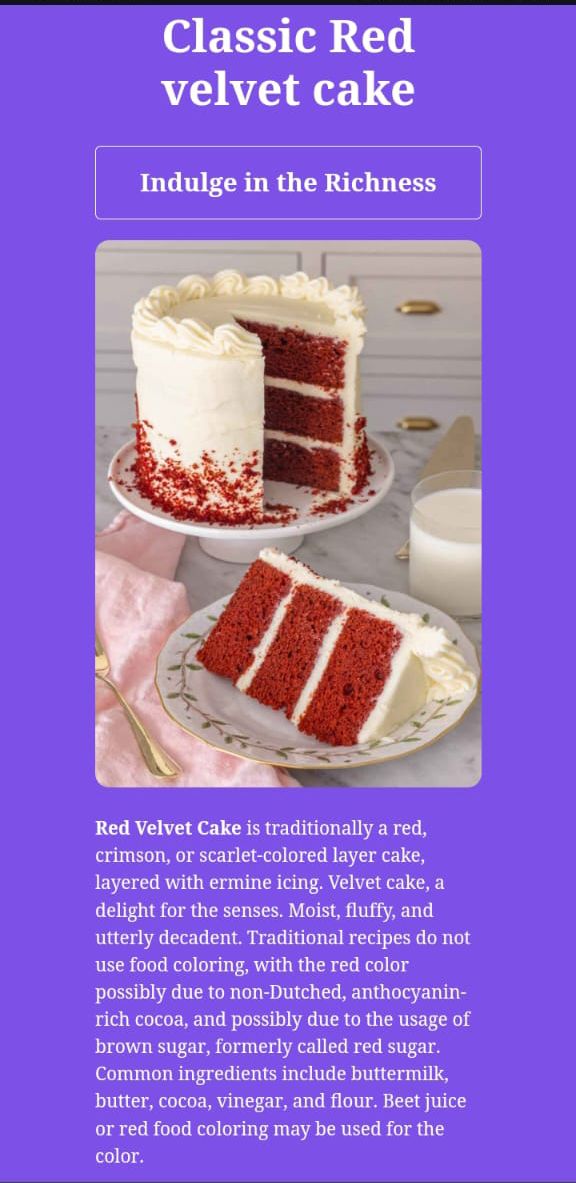 Classic Red
velvet cake
Indulge in the Richness
Red Velvet Cake is traditionally a red,
crimson, or scarlet-colored layer cake,
layered with ermine icing. Velvet cake, a
delight for the senses. Moist, fluffy, and
utterly decadent. Traditional recipes do not
use food coloring, with the red color
possibly due to non-Dutched, anthocyanin-
rich cocoa, and possibly due to the usage of
brown sugar, formerly called red sugar.
Common ingredients include buttermilk,
butter, cocoa, vinegar, and flour. Beet juice
or red food coloring may be used for the
color.